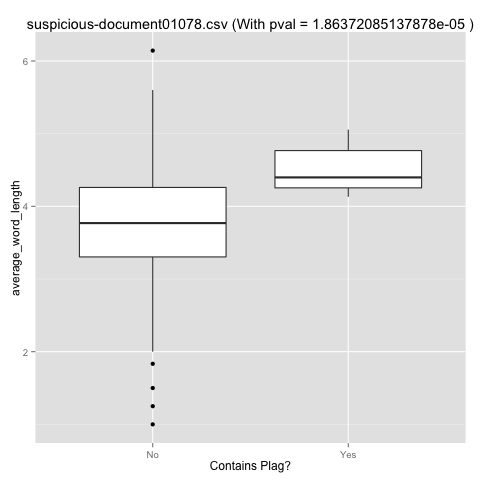 suspicious-document01078.csv (With pval = 1.86372085137878e-05 )
6
4
2
average_word_length
No
Yes
Contains Plag?